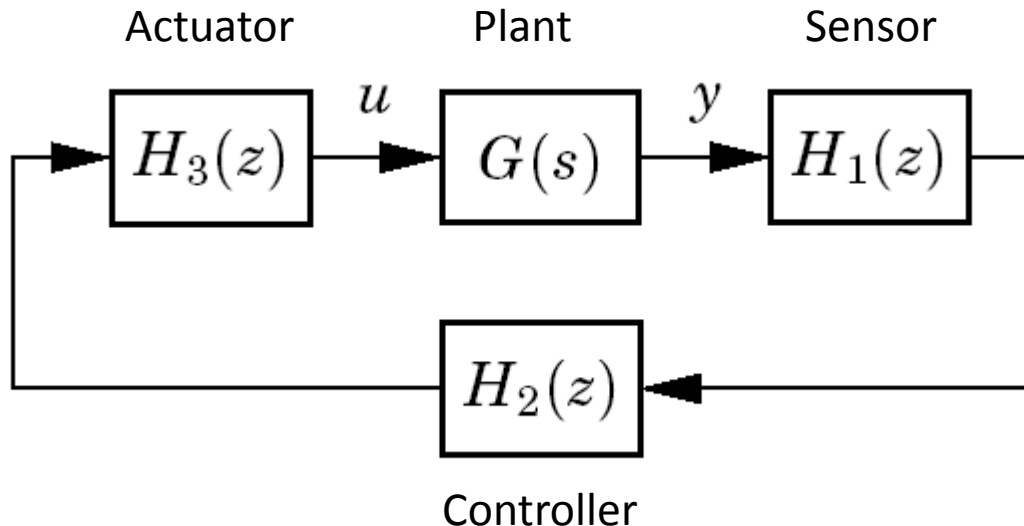 Actuator Plant Sensor
u y
H₃(z) G(s) H₁(z)
H₂(z)
Controller